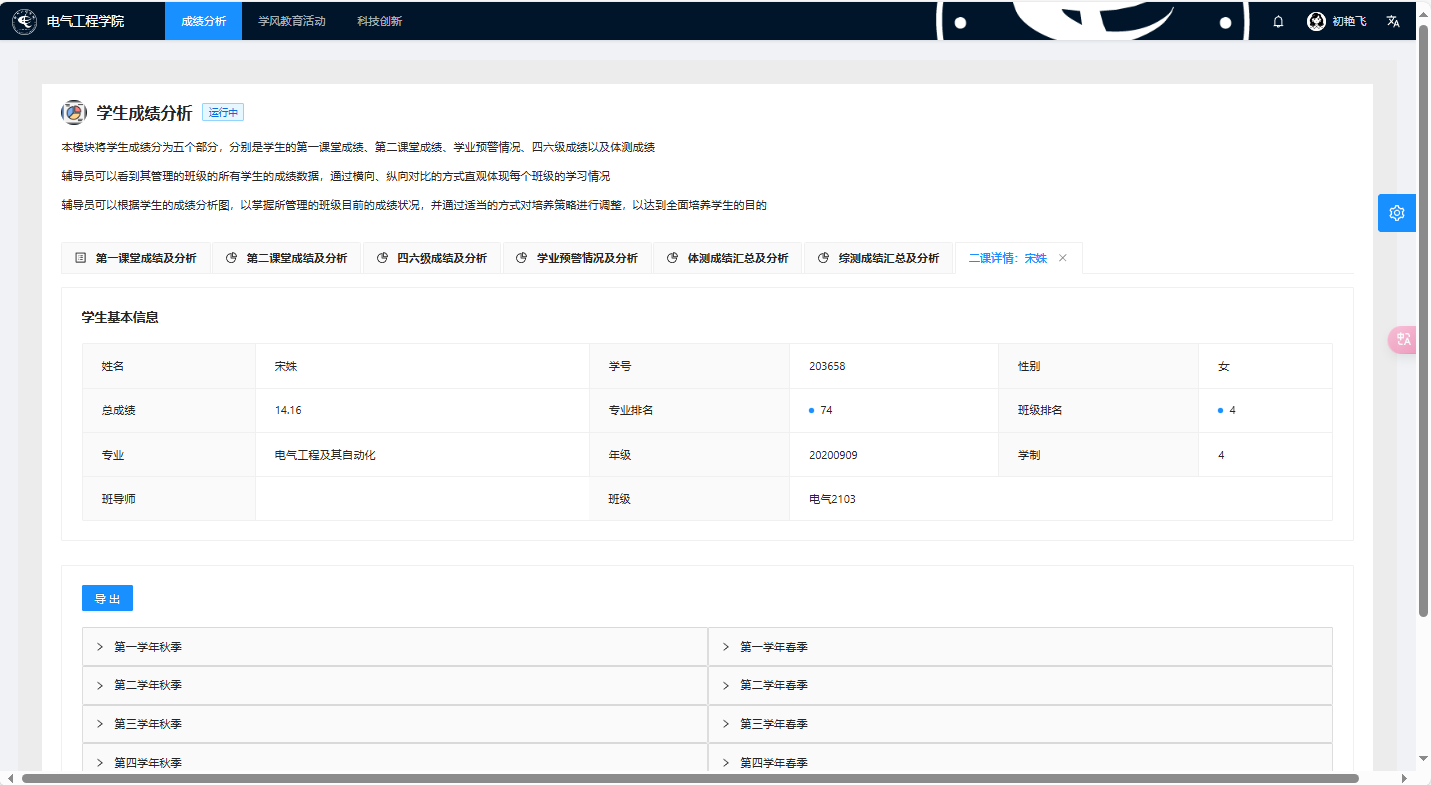 电气工程学院 成绩分析 学风教育活动 科技创新 初艳飞
学生成绩分析 运行中
本模块将学生成绩分为五个部分，分别是学生的第一课堂成绩、第二课堂成绩、学业预警情况、四六级成绩以及体测成绩
辅导员可以看到其管理的班级的所有学生的成绩数据，通过横向、纵向对比的方式直观体现每个班级的学习情况
辅导员可以根据学生的成绩分析图，以掌握所管理的班级目前的成绩状况，并通过适当的方式对培养策略进行调整，以达到全面培养学生的目的
第一课堂成绩及分析 第二课堂成绩及分析 四六级成绩及分析 学业预警情况及分析 体测成绩汇总及分析 综测成绩汇总及分析 二课详情：宋姝
学生基本信息
姓名 宋姝 学号 203658 性别 女
总成绩 14.16 专业排名 74 班级排名 4
专业 电气工程及其自动化 年级 20200909 学制 4
班导师 班级 电气2103
导出
第一学年秋季 第一学年春季
第二学年秋季 第二学年春季
第三学年秋季 第三学年春季
第四学年秋季 第四学年春季